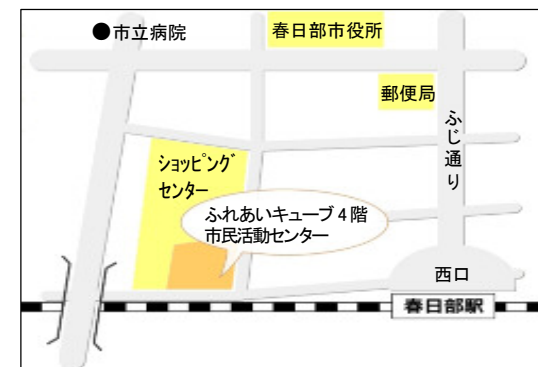 ●市立病院
春日部市役所
郵便局
ふじ通り
ショッピング
センター
ふれあいキューブ4階
市民活動センター
西口
春日部駅